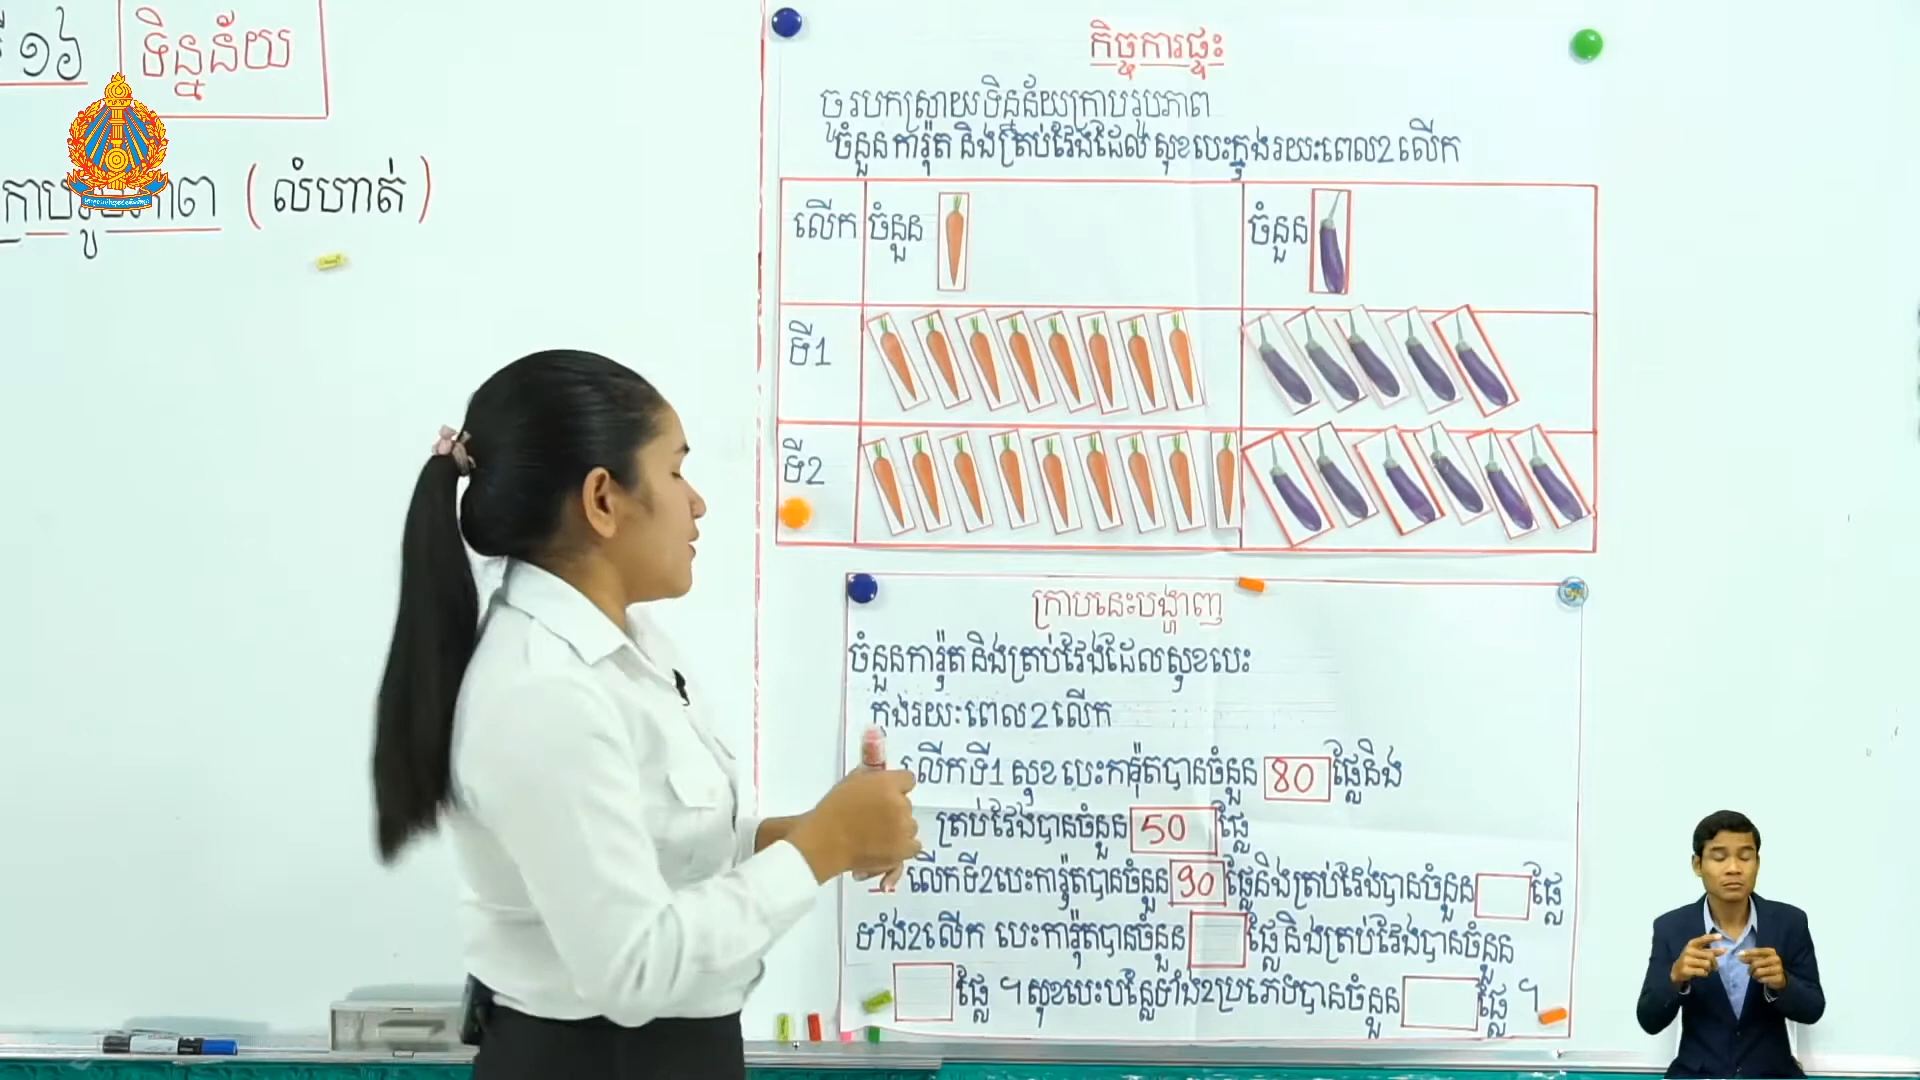 ី ១៦
ទិន្នន័យ
ក្រាបរូបភាព (លំហាត់)
កិច្ចការផ្ទះ
ចូរបកស្រាយទិន្នន័យក្រាបរូបភាព
ចំនួនការ៉ុត និងត្រប់វែងដែលសុខបេះក្នុងរយៈពេល2លើក
លើក ចំនួន ចំនួន
ទី1
ទី2
ក្រាបនេះបង្ហាញ
ចំនួនការ៉ុតនិងត្រប់វែងដែលសុខបេះ
ក្នុងរយៈពេល2លើក
លើកទី1 សុខបេះការ៉ុតបានចំនួន 80 ផ្លែនិង
ត្រប់វែងបានចំនួន 50 ផ្លែ
លើកទី2បេះការ៉ុតបានចំនួន 90 ផ្លែនិងត្រប់វែងបានចំនួន ផ្លែ
ទាំង2លើក បេះការ៉ុតបានចំនួន ផ្លែនិងត្រប់វែងបានចំនួន
ផ្លែ ។សុខបេះបន្លែទាំង2ប្រភេទបានចំនួន ផ្លែ ។